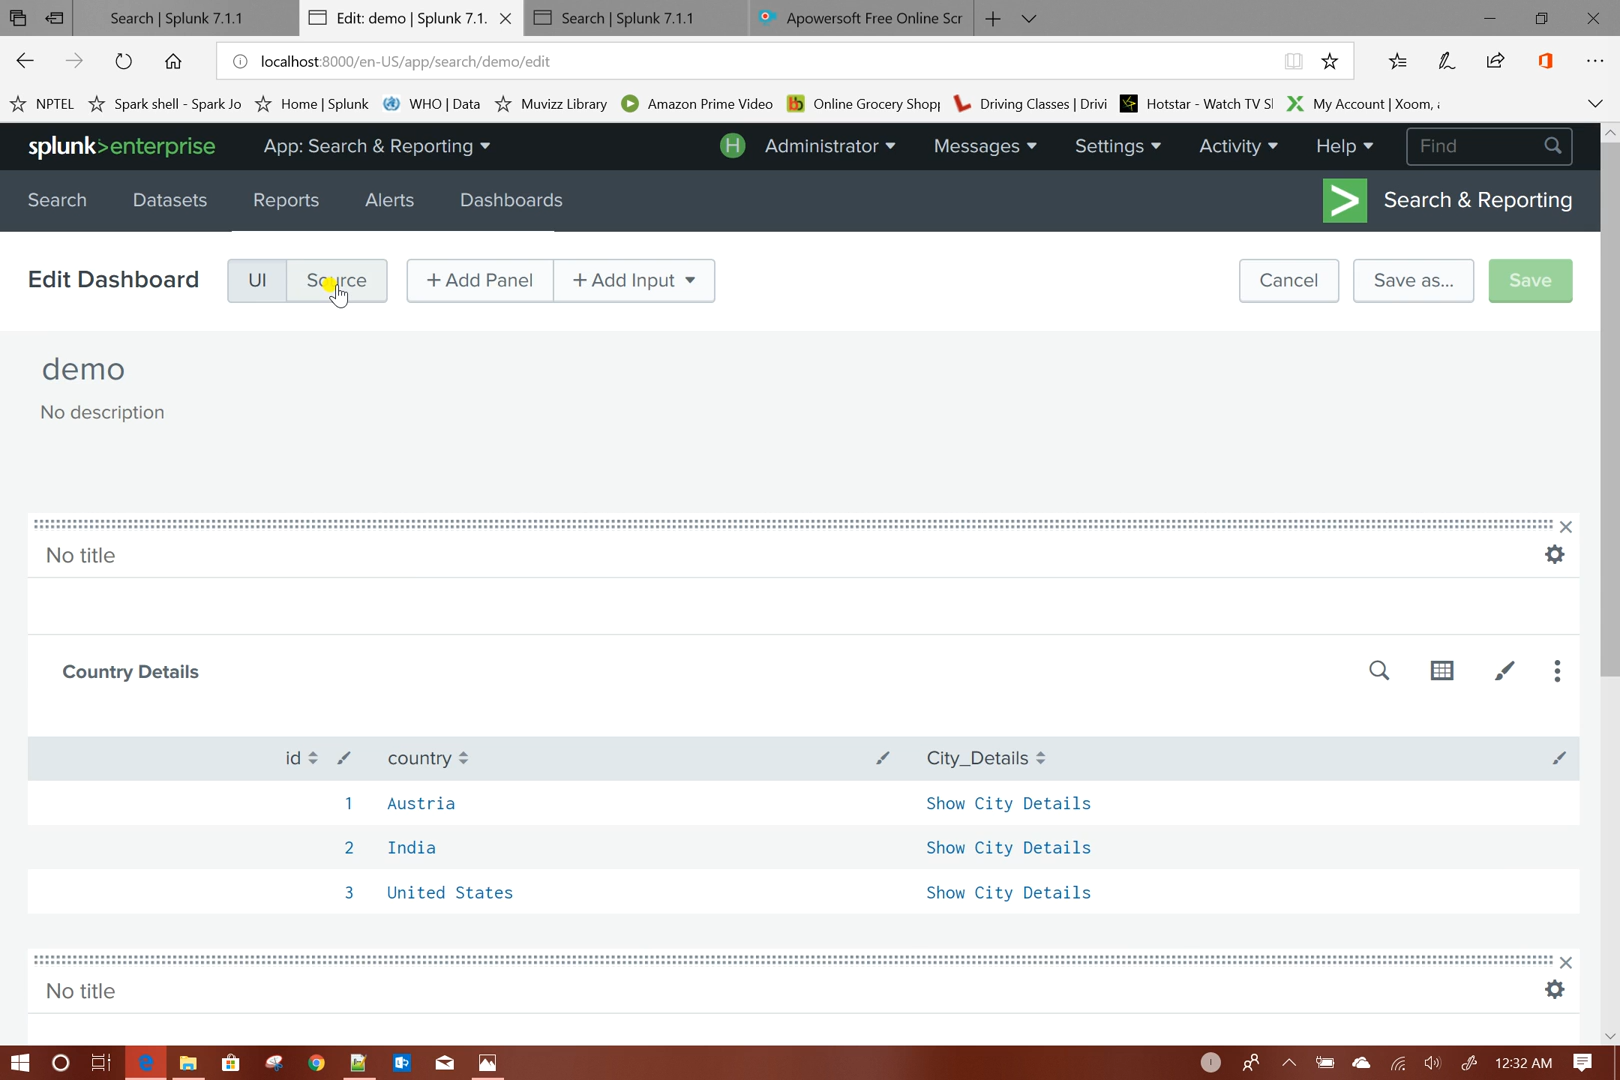 Search | Splunk 7.1.1
Edit: demo | Splunk 7.1.
Search | Splunk 7.1.1
Apowersoft Free Online Scr
localhost:8000/en-US/app/search/demo/edit
NPTEL
Spark shell - Spark Jo
Home | Splunk
WHO | Data
Muvizz Library
Amazon Prime Video
Online Grocery Shopp
Driving Classes | Drivi
Hotstar - Watch TV S
My Account | Xoom,
splunk>enterprise
App: Search & Reporting
H
Administrator
Messages
Settings
Activity
Help
Find
Search
Datasets
Reports
Alerts
Dashboards
Search & Reporting
Edit Dashboard
UI
Source
+ Add Panel
+ Add Input
Cancel
Save as...
Save
demo
No description
No title
Country Details
id country City_Details
1 Austria Show City Details
2 India Show City Details
3 United States Show City Details
No title
12:32 AM